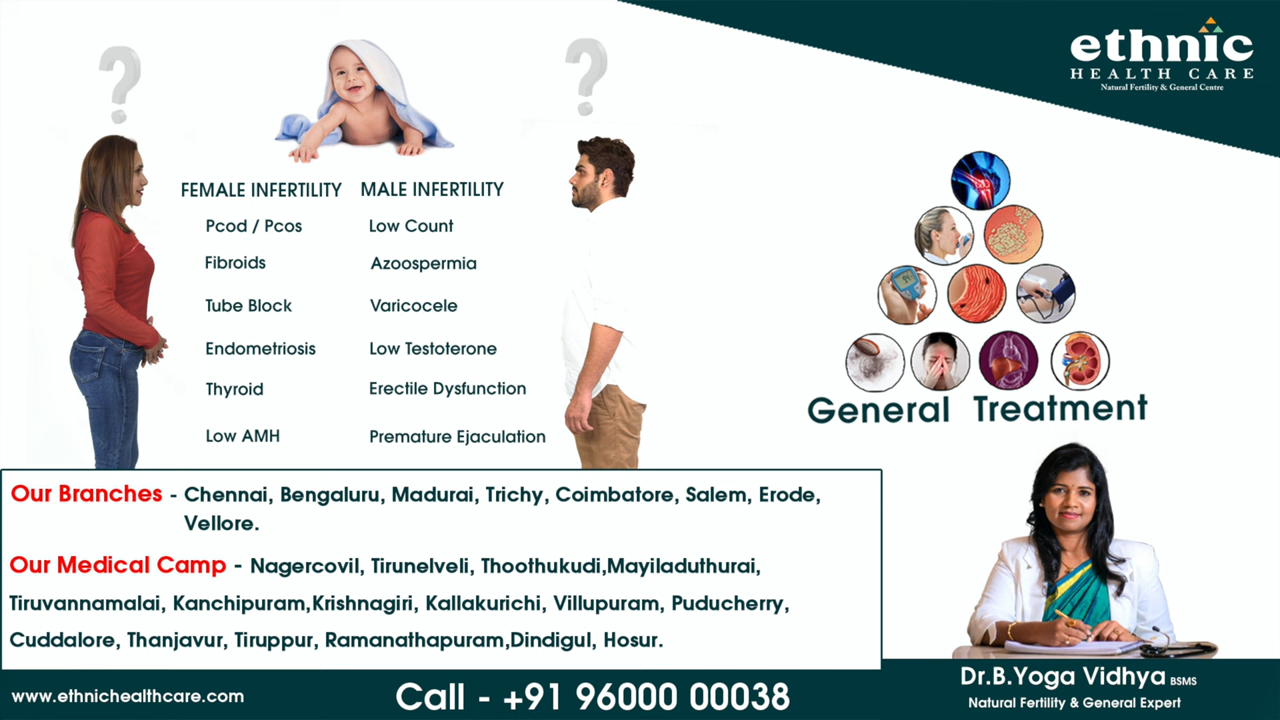 ethnic
HEALTH CARE
Natural Fertility & General Centre
? ?
FEMALE INFERTILITY MALE INFERTILITY
Pcod / Pcos Low Count
Fibroids Azoospermia
Tube Block Varicocele
Endometriosis Low Testoterone
Thyroid Erectile Dysfunction
Low AMH Premature Ejaculation
General Treatment
Our Branches - Chennai, Bengaluru, Madurai, Trichy, Coimbatore, Salem, Erode,
Vellore.
Our Medical Camp - Nagercovil, Tirunelveli, Thoothukudi,Mayiladuthurai,
Tiruvannamalai, Kanchipuram,Krishnagiri, Kallakurichi, Villupuram, Puducherry,
Cuddalore, Thanjavur, Tiruppur, Ramanathapuram,Dindigul, Hosur.
Dr.B.Yoga Vidhya BSMS
Natural Fertility & General Expert
www.ethnichealthcare.com
Call - +91 96000 00038